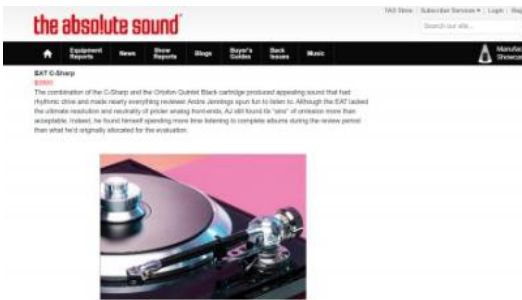 TAS Store | Subscriber Services | Login |
the absolute sound
Search our site...
Equipment Reports News Show Reports Blogs Buyer's Guides Back Issues Music
EAT C-Sharp
The combination of the C-Sharp and the Ortofon Quintet Black cartridge produced appealing sound that had
rhythmic drive and made nearly everything reviewer Andre Jennings spun fun to listen to. Although the EAT lacked
the ultimate resolution and neutrality of pricier analog front-ends, AJ still found its "sins" of omission more than
acceptable. Indeed, he found himself spending more time listening to complete albums during the review period
than what he'd originally allocated for the evaluation.